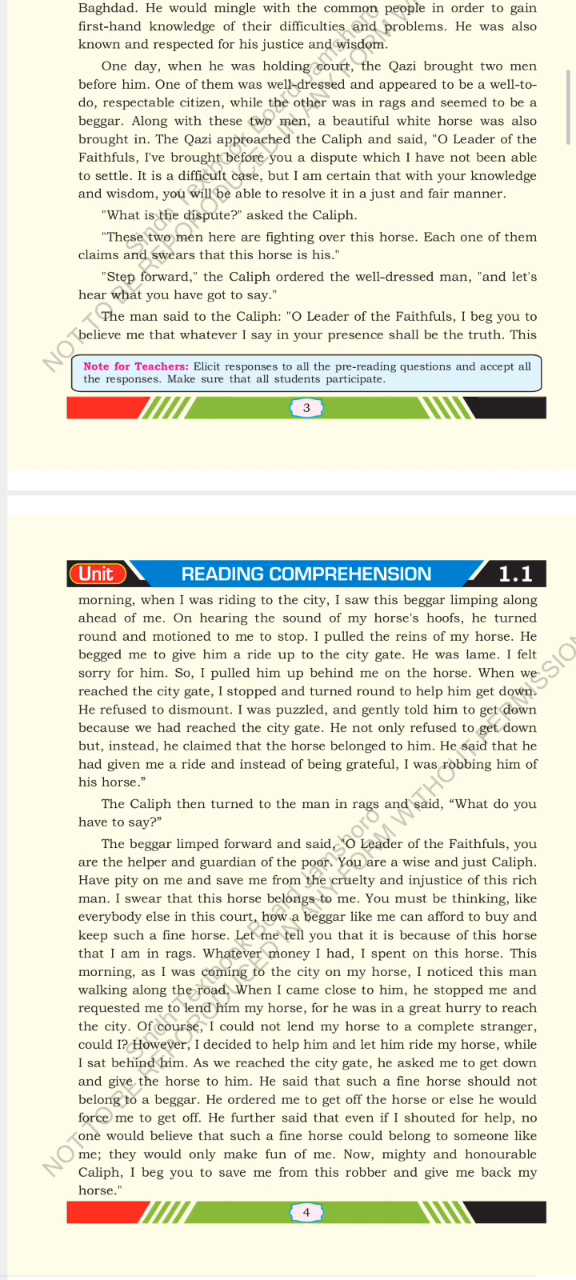 Baghdad. He would mingle with the common people in order to gain
first-hand knowledge of their difficulties and problems. He was also
known and respected for his justice and wisdom.
One day, when he was holding court, the Qazi brought two men
before him. One of them was well-dressed and appeared to be a well-to-
do, respectable citizen, while the other was in rags and seemed to be a
beggar. Along with these two men, a beautiful white horse was also
brought in. The Qazi approached the Caliph and said, "O Leader of the
Faithfuls, I've brought before you a dispute which I have not been able
to settle. It is a difficult case, but I am certain that with your knowledge
and wisdom, you will be able to resolve it in a just and fair manner.
"What is the dispute?" asked the Caliph.
"These two men here are fighting over this horse. Each one of them
claims and swears that this horse is his."
"Step forward," the Caliph ordered the well-dressed man, "and let's
hear what you have got to say."
The man said to the Caliph: "O Leader of the Faithfuls, I beg you to
believe me that whatever I say in your presence shall be the truth. This
Note for Teachers: Elicit responses to all the pre-reading questions and accept all
the responses. Make sure that all students participate.
3
Unit READING COMPREHENSION 1.1
morning, when I was riding to the city, I saw this beggar limping along
ahead of me. On hearing the sound of my horse's hoofs, he turned
round and motioned to me to stop. I pulled the reins of my horse. He
begged me to give him a ride up to the city gate. He was lame. I felt
sorry for him. So, I pulled him up behind me on the horse. When we
reached the city gate, I stopped and turned round to help him get down.
He refused to dismount. I was puzzled, and gently told him to get down
because we had reached the city gate. He not only refused to get down
but, instead, he claimed that the horse belonged to him. He said that he
had given me a ride and instead of being grateful, I was robbing him of
his horse.”
The Caliph then turned to the man in rags and said, “What do you
have to say?”
The beggar limped forward and said, "O Leader of the Faithfuls, you
are the helper and guardian of the poor. You are a wise and just Caliph.
Have pity on me and save me from the cruelty and injustice of this rich
man. I swear that this horse belongs to me. You must be thinking, like
everybody else in this court, how a beggar like me can afford to buy and
keep such a fine horse. Let me tell you that it is because of this horse
that I am in rags. Whatever money I had, I spent on this horse. This
morning, as I was coming to the city on my horse, I noticed this man
walking along the road. When I came close to him, he stopped me and
requested me to lend him my horse, for he was in a great hurry to reach
the city. Of course, I could not lend my horse to a complete stranger,
could I? However, I decided to help him and let him ride my horse, while
I sat behind him. As we reached the city gate, he asked me to get down
and give the horse to him. He said that such a fine horse should not
belong to a beggar. He ordered me to get off the horse or else he would
force me to get off. He further said that even if I shouted for help, no
one would believe that such a fine horse could belong to someone like
me; they would only make fun of me. Now, mighty and honourable
Caliph, I beg you to save me from this robber and give me back my
horse."
4
Sindh Textbook Board Jamshoro
NOT TO BE REPORODUCED IN ANY FORM WI
Sindh Textbook Board Jamshoro
NOT TO BE REPORODUCED IN ANY FORM WITHOUT PERMISSION